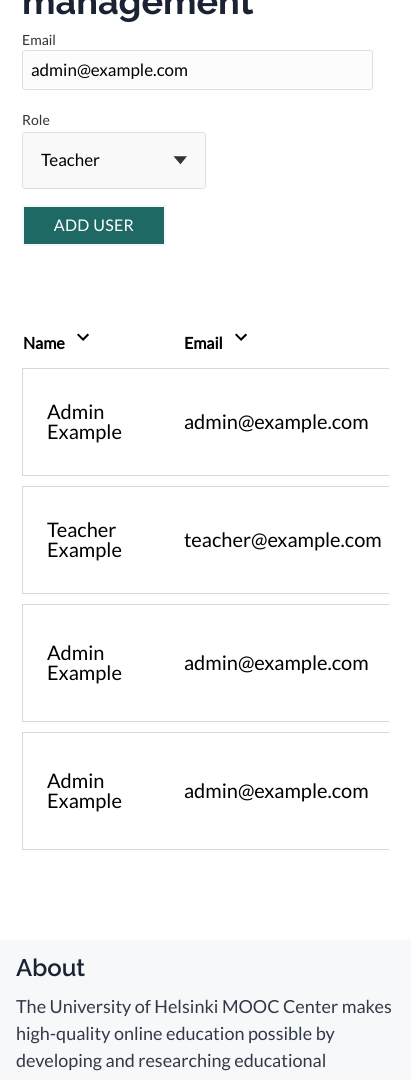 management
Email
admin@example.com
Role
Teacher
ADD USER
Name Email
Admin
Example
admin@example.com
Teacher
Example
teacher@example.com
Admin
Example
admin@example.com
Admin
Example
admin@example.com
About
The University of Helsinki MOOC Center makes
high-quality online education possible by
developing and researching educational